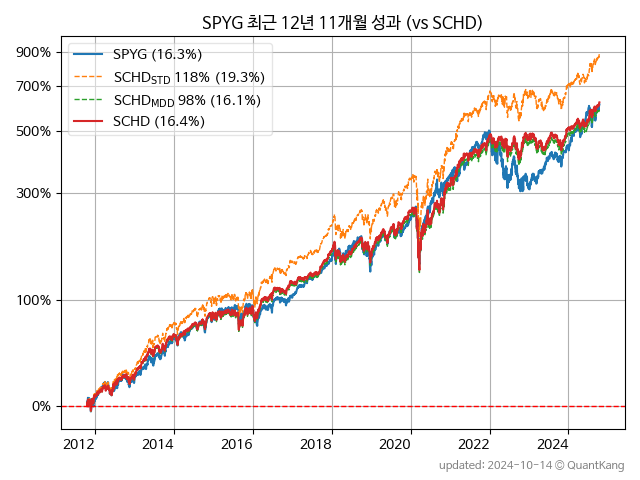 SPYG 최근 12년 11개월 성과 (vs SCHD)
900%
700%
500%
300%
100%
0%
SPYG (16.3%)
SCHD_STD 118% (19.3%)
SCHD_MDD 98% (16.1%)
SCHD (16.4%)
2012 2014 2016 2018 2020 2022 2024
updated: 2024-10-14 © QuantKang